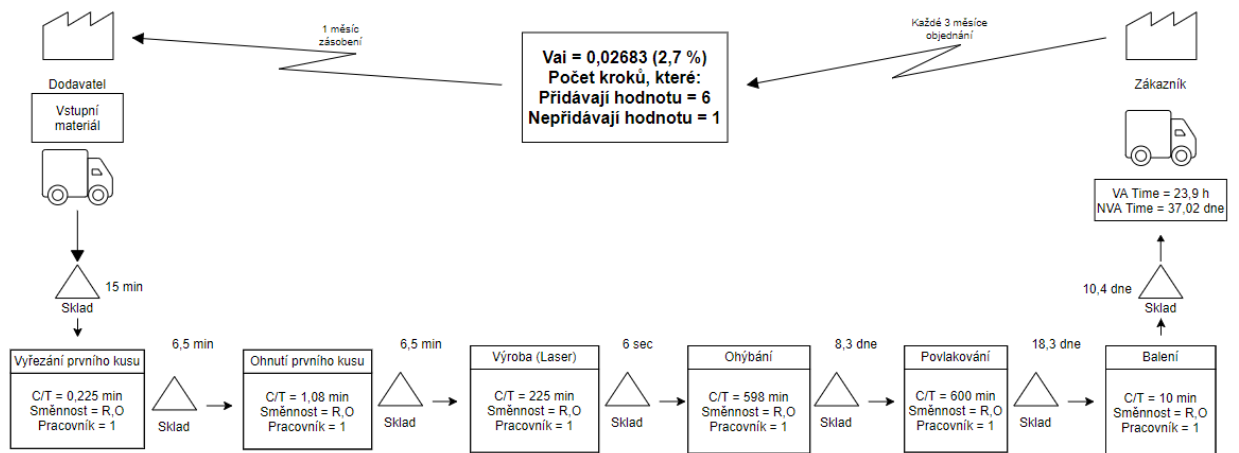 1 měsíc
zásobení
Každé 3 měsíce
objednání
Vai = 0,02683 (2,7 %)
Počet kroků, které:
Přidávají hodnotu = 6
Nepřidávají hodnotu = 1
Dodavatel
Vstupní
materiál
Zákazník
VA Time = 23,9 h
NVA Time = 37,02 dne
15 min
Sklad
10,4 dne
Sklad
Vyřezání prvního kusu
C/T = 0,225 min
Směnnost = R,O
Pracovník = 1
6,5 min
Sklad
Ohnutí prvního kusu
C/T = 1,08 min
Směnnost = R,O
Pracovník = 1
6,5 min
Sklad
Výroba (Laser)
C/T = 225 min
Směnnost = R,O
Pracovník = 1
6 sec
Sklad
Ohýbání
C/T = 598 min
Směnnost = R,O
Pracovník = 1
8,3 dne
Sklad
Povlakování
C/T = 600 min
Směnnost = R,O
Pracovník = 1
18,3 dne
Sklad
Balení
C/T = 10 min
Směnnost = R,O
Pracovník = 1